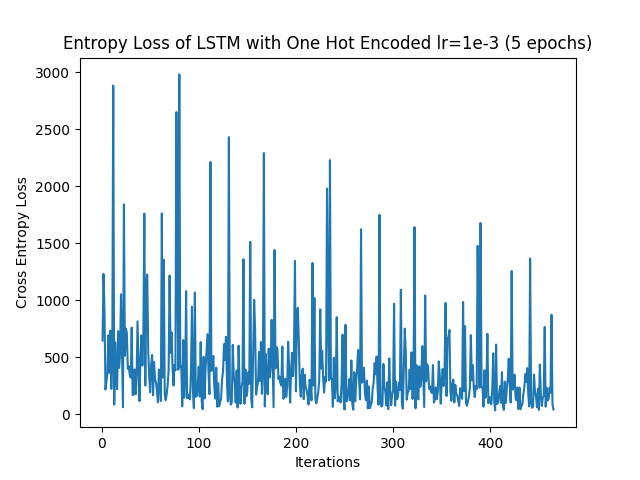 Entropy Loss of LSTM with One Hot Encoded lr=1e-3 (5 epochs)
3000
2500
2000
1500
1000
500
0
Cross Entropy Loss
0 100 200 300 400
Iterations